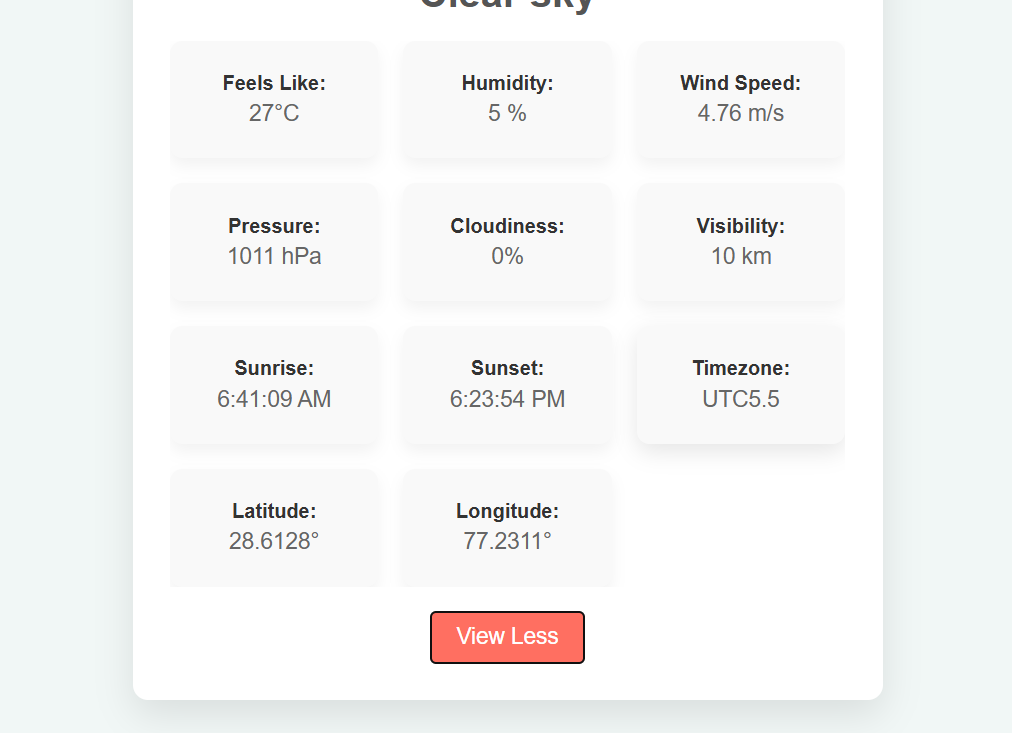 Clear sky
Feels Like:
27°C
Humidity:
5 %
Wind Speed:
4.76 m/s
Pressure:
1011 hPa
Cloudiness:
0%
Visibility:
10 km
Sunrise:
6:41:09 AM
Sunset:
6:23:54 PM
Timezone:
UTC5.5
Latitude:
28.6128°
Longitude:
77.2311°
View Less